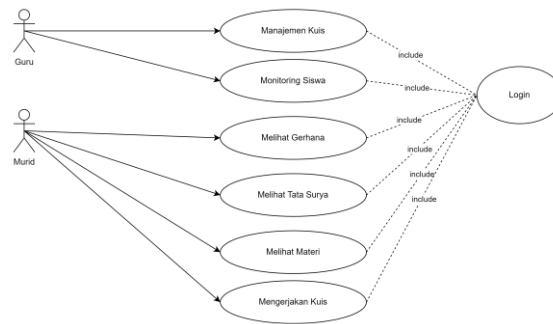 Manajemen Kuis
include
Guru
Monitoring Siswa
include
Login
include
Melihat Gerhana
Murid
include
include
Melihat Tata Surya
include
Melihat Materi
Mengerjakan Kuis